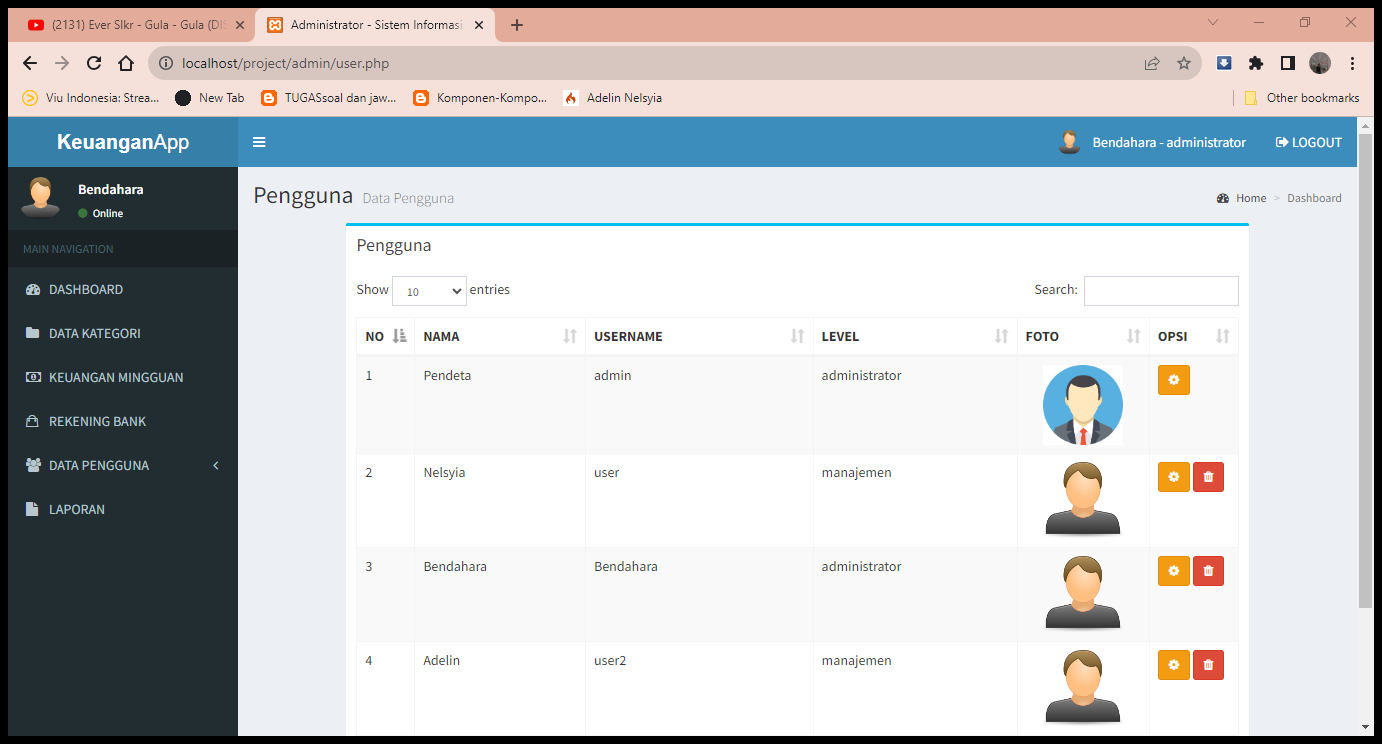 (2131) Ever Slkr - Gula - Gula (DIS
Administrator - Sistem Informasi
localhost/project/admin/user.php
Viu Indonesia: Strea... New Tab TUGASsoal dan jaw... Komponen-Kompo... Adelin Nelsyia Other bookmarks
KeuanganApp Bendahara - administrator LOGOUT
Bendahara
Online
MAIN NAVIGATION
DASHBOARD
DATA KATEGORI
KEUANGAN MINGGUAN
REKENING BANK
DATA PENGGUNA
LAPORAN
Pengguna Data Pengguna Home > Dashboard
Pengguna
Show 10 entries Search:
NO NAMA USERNAME LEVEL FOTO OPSI
1 Pendeta admin administrator
2 Nelsyia user manajemen
3 Bendahara Bendahara administrator
4 Adelin user2 manajemen